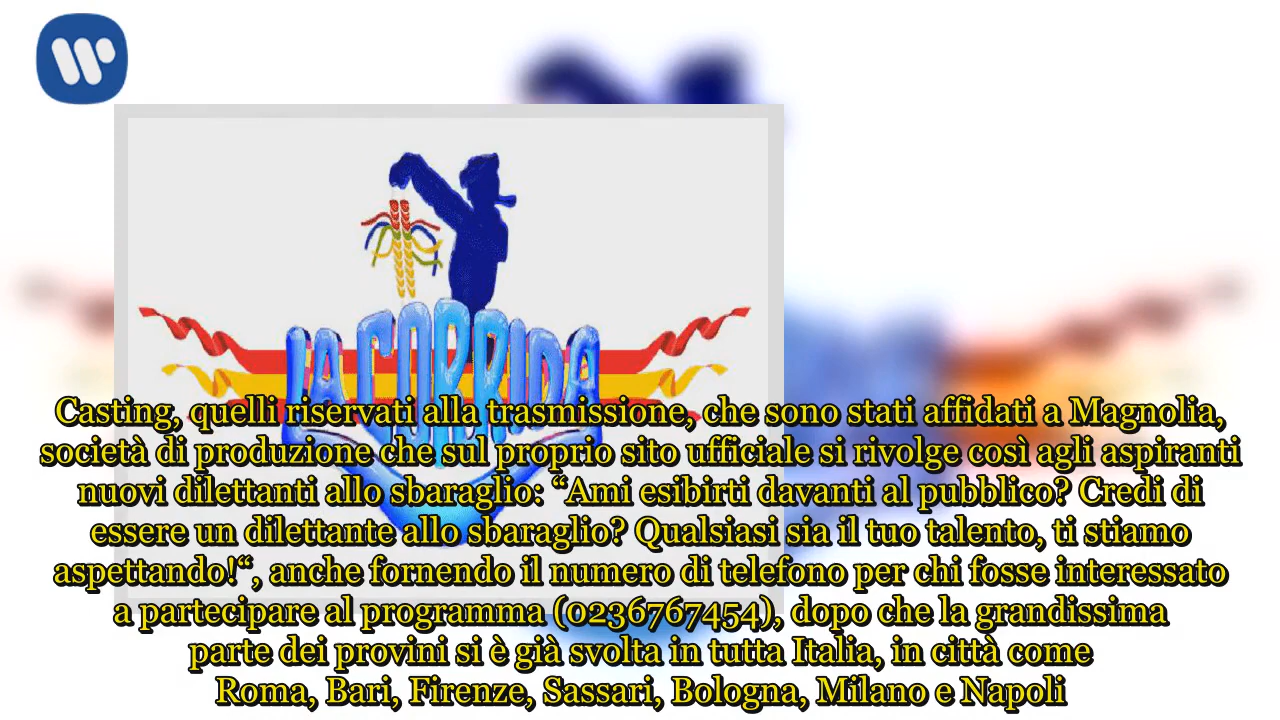 LA CORRIDA
Casting, quelli riservati alla trasmissione, che sono stati affidati a Magnolia,
società di produzione che sul proprio sito ufficiale si rivolge così agli aspiranti
nuovi dilettanti allo sbaraglio: “Ami esibirti davanti al pubblico? Credi di
essere un dilettante allo sbaraglio? Qualsiasi sia il tuo talento, ti stiamo
aspettando!“, anche fornendo il numero di telefono per chi fosse interessato
a partecipare al programma (0236767454), dopo che la grandissima
parte dei provini si è già svolta in tutta Italia, in città come
Roma, Bari, Firenze, Sassari, Bologna, Milano e Napoli